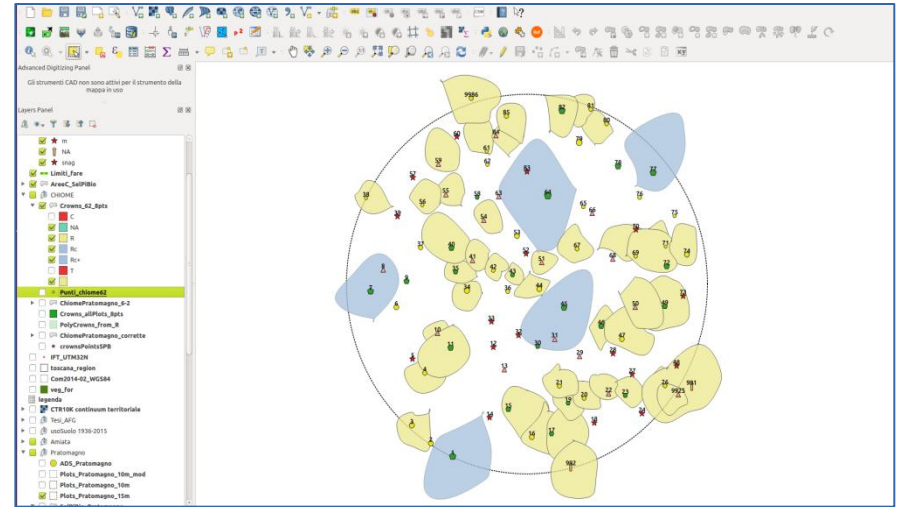 Advanced Digitizing Panel
Gli strumenti CAD non sono attivi per il strumento della
mappa in uso
Layers Panel
m
NA
snag
Limiti_fare
AreeC_SelPiBio
CHIOME
Crowns_62_8pts
C
NA
R
Rc
Rc+
T
Punti_chiome62
ChiomePratomagno_6-2
Crowns_allPlots_8pts
PolyCrowns_from_R
ChiomePratomagno_corrette
crownsPointsSPB
IFT_UTM32N
toscana_region
Com2014-02_WGS84
veg_for
legenda
CTR10K continuum territoriale
Tesi_AFG
usoSuolo 1936-2015
Amiata
Pratomagno
ADS_Pratomagno
Plots_Pratomagno_10m_mod
Plots_Pratomagno_10m
Plots_Pratomagno_15m
9986
85
82
81
80
60
64
79
61
62
59
83
78
77
57
55
58
63
84
76
38
56
65
66
75
39
54
53
70
37
40
52
67
71
74
41
51
68
69
72
8
35
42
43
7
9
34
36
44
73
6
45
50
49
33
10
32
31
46
47
11
12
30
29
28
5
13
4
27
48
21
26
981
20
22
23
9925
19
15
14
24
18
3
16
17
2
1
982